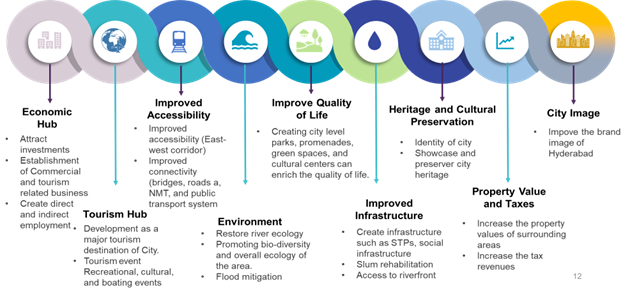 Economic
Hub
• Attract
investments
• Establishment
of Commercial
and tourism
related business
• Create direct
and indirect
employment
Tourism Hub
• Development as a
major tourism
destination of City.
• Tourism event
Recreational, cultural,
and boating events
Improved
Accessibility
• Improved
accessibility (East-
west corridor)
• Improved
connectivity
(bridges, roads a,
NMT, and public
transport system
Environment
• Restore river ecology
• Promoting bio-diversity
and overall ecology of
the area.
• Flood mitigation
Improve Quality
of Life
• Creating city level
parks, promenades,
green spaces, and
cultural centers can
enrich the quality of life.
Improved
Infrastructure
• Create infrastructure
such as STPs, social
infrastructure
• Slum rehabilitation
• Access to riverfront
Heritage and Cultural
Preservation
• Identity of city
• Showcase and
preserver city
heritage
Property Value
and Taxes
• Increase the property
values of surrounding
areas
• Increase the tax
revenues
City Image
• Impove the brand
image of
Hyderabad
12